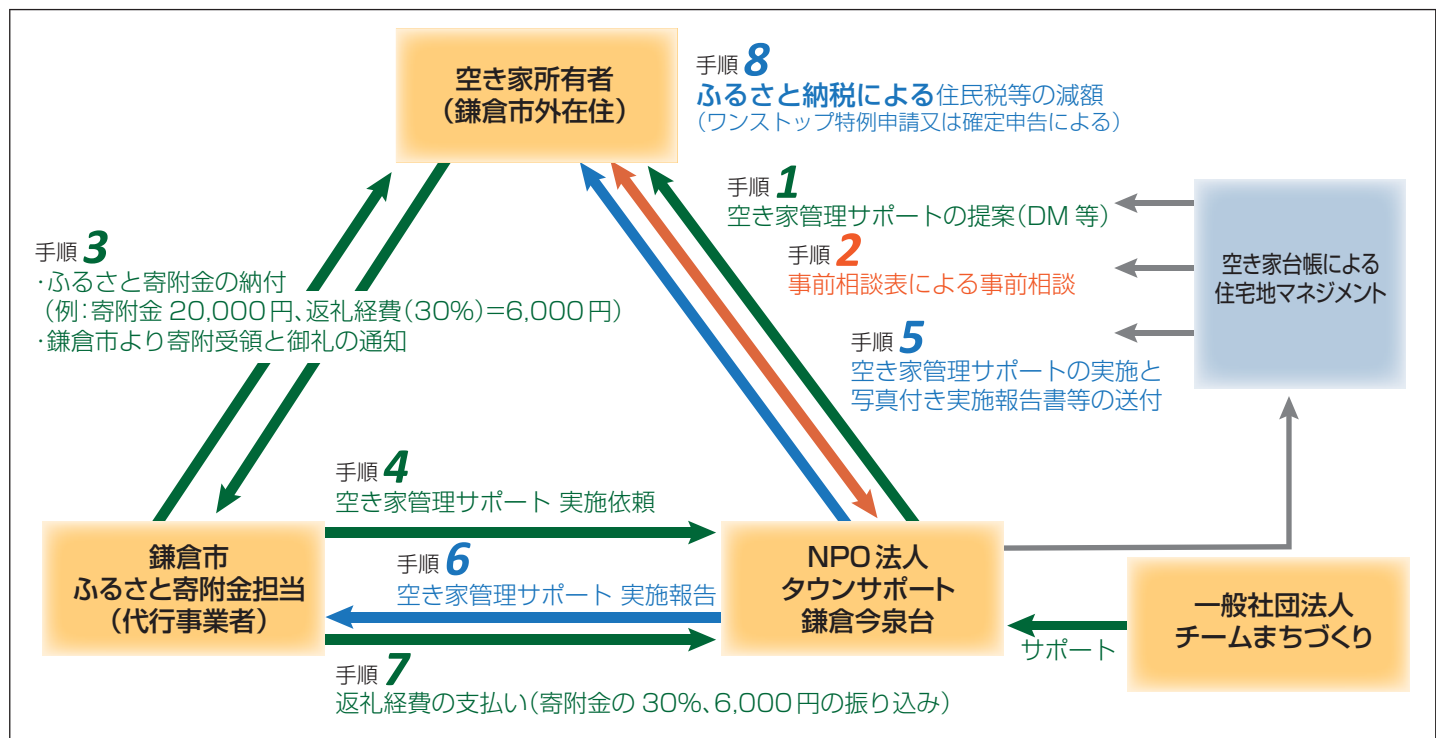 空き家所有者
(鎌倉市外在住)
手順 8
ふるさと納税による住民税等の減額
(ワンストップ特例申請又は確定申告による)
手順 1
空き家管理サポートの提案(DM 等)
手順 2
事前相談表による事前相談
手順 5
空き家管理サポートの実施と
写真付き実施報告書等の送付
空き家台帳による
住宅地マネジメント
手順 3
・ふるさと寄附金の納付
(例:寄附金 20,000円、返礼経費(30%)=6,000円)
・鎌倉市より寄附受領と御礼の通知
手順 4
空き家管理サポート 実施依頼
鎌倉市
ふるさと寄附金担当
(代行事業者)
手順 6
空き家管理サポート 実施報告
NPO法人
タウンサポート
鎌倉今泉台
サポート
一般社団法人
チームまちづくり
手順 7
返礼経費の支払い(寄附金の 30%、6,000円の振り込み)